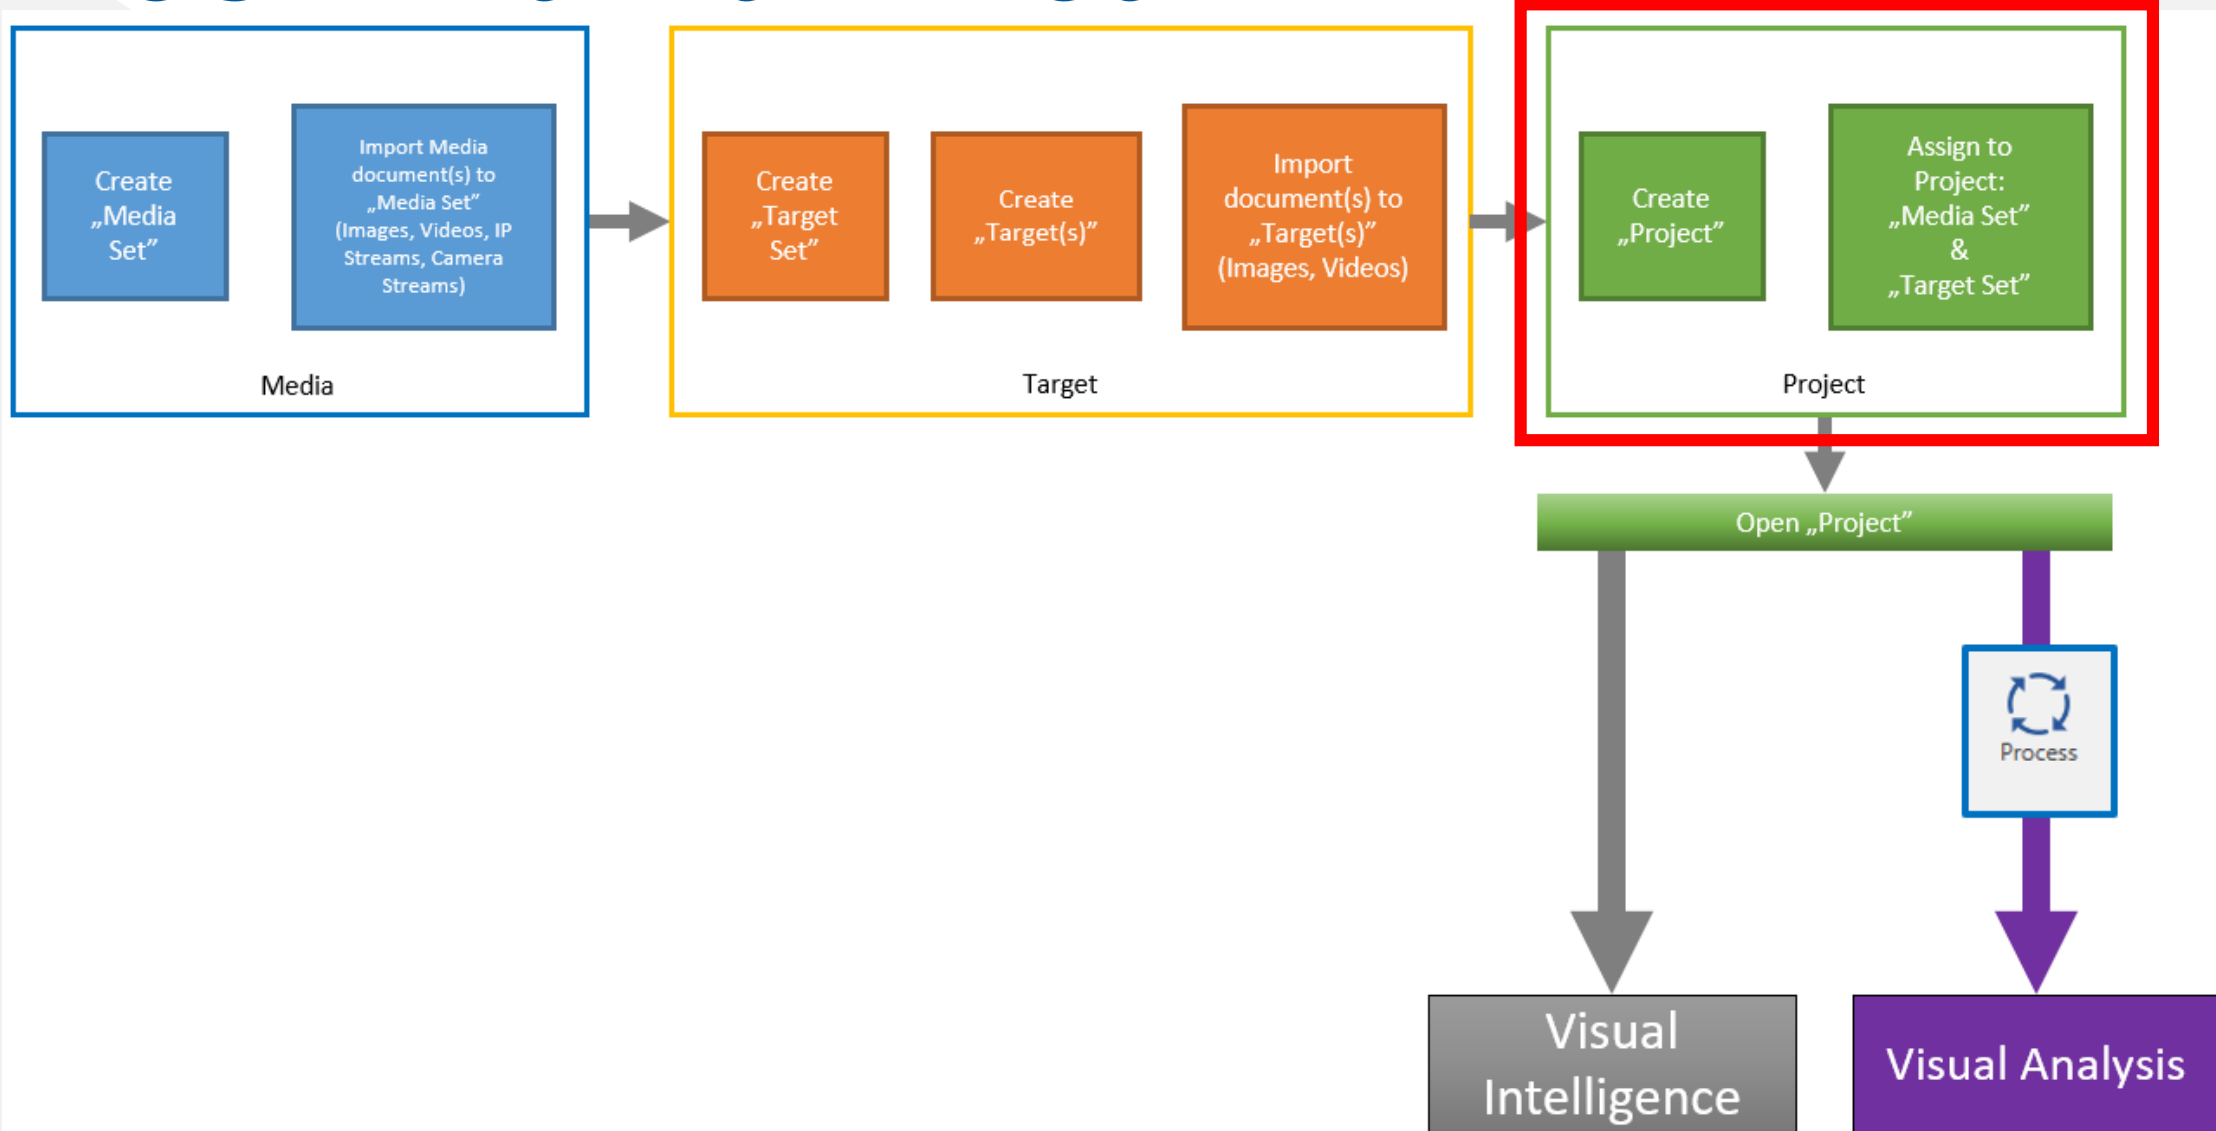 Create
„Media
Set”
Import Media
document(s) to
„Media Set”
(Images, Videos, IP
Streams, Camera
Streams)
Media
Create
„Target
Set”
Create
„Target(s)”
Import
document(s) to
„Target(s)”
(Images, Videos)
Target
Create
„Project”
Assign to
Project:
„Media Set”
&
„Target Set”
Project
Open „Project”
Process
Visual
Intelligence
Visual Analysis